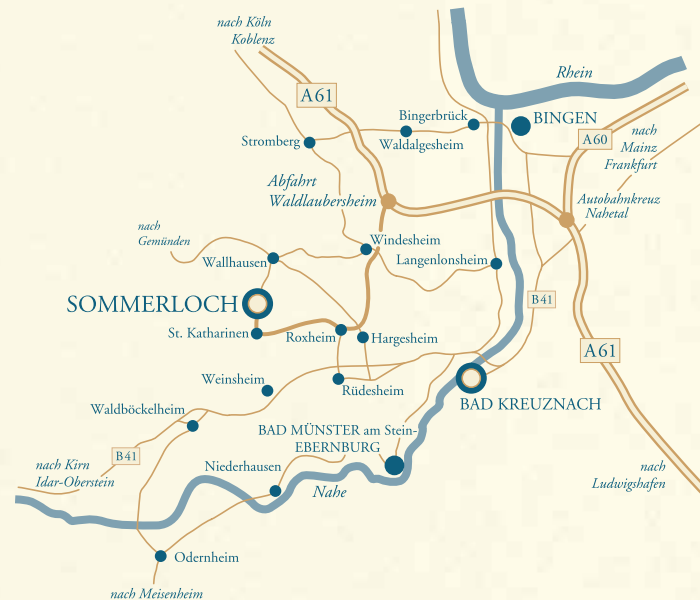 nach Köln
Koblenz
Rhein
A61
Bingerbrück
BINGEN
Stromberg
Waldalgesheim
A60
nach
Mainz
Frankfurt
Abfahrt
Waldlaubersheim
Autobahnkreuz
Nahetal
nach
Gemünden
Windesheim
Wallhausen
Langenlonsheim
SOMMERLOCH
B41
St. Katharinen
Roxheim
Hargesheim
A61
Weinsheim
Rüdesheim
Waldböckelheim
BAD KREUZNACH
BAD MÜNSTER am Stein-
EBERNBURG
B41
nach Kirn
Idar-Oberstein
Niederhausen
nach
Ludwigshafen
Nahe
Odernheim
nach Meisenheim